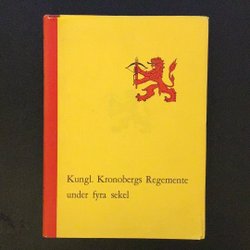 Kungl. Kronobergs Regemente
under fyra sekel